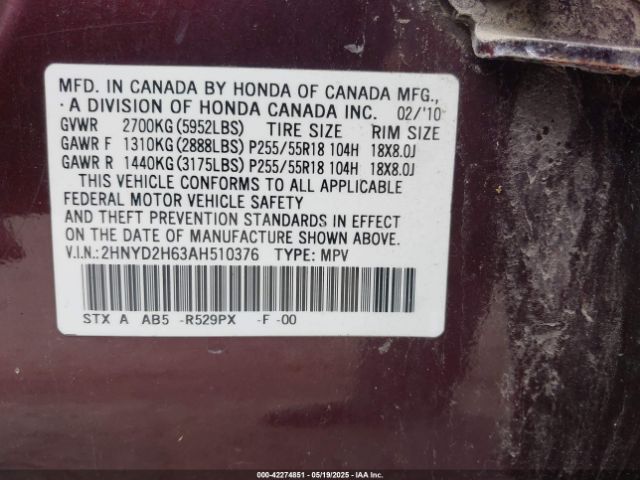 MFD. IN CANADA BY HONDA OF CANADA MFG.,
· A DIVISION OF HONDA CANADA INC. 02/'10
GVWR 2700KG (5952LBS) TIRE SIZE RIM SIZE
GAWR F 1310KG (2888LBS) P255/55R18 104H 18X8.0J
GAWR R 1440KG (3175LBS) P255/55R18 104H 18X8.0J
THIS VEHICLE CONFORMS TO ALL APPLICABLE
FEDERAL MOTOR VEHICLE SAFETY
AND THEFT PREVENTION STANDARDS IN EFFECT
ON THE DATE OF MANUFACTURE SHOWN ABOVE.
V.I.N.: 2HNYD2H63AH510376 TYPE: MPV
STX A AB5 -R529PX -F -00
000-42274851 | 05/19/2025 | IAA Inc.